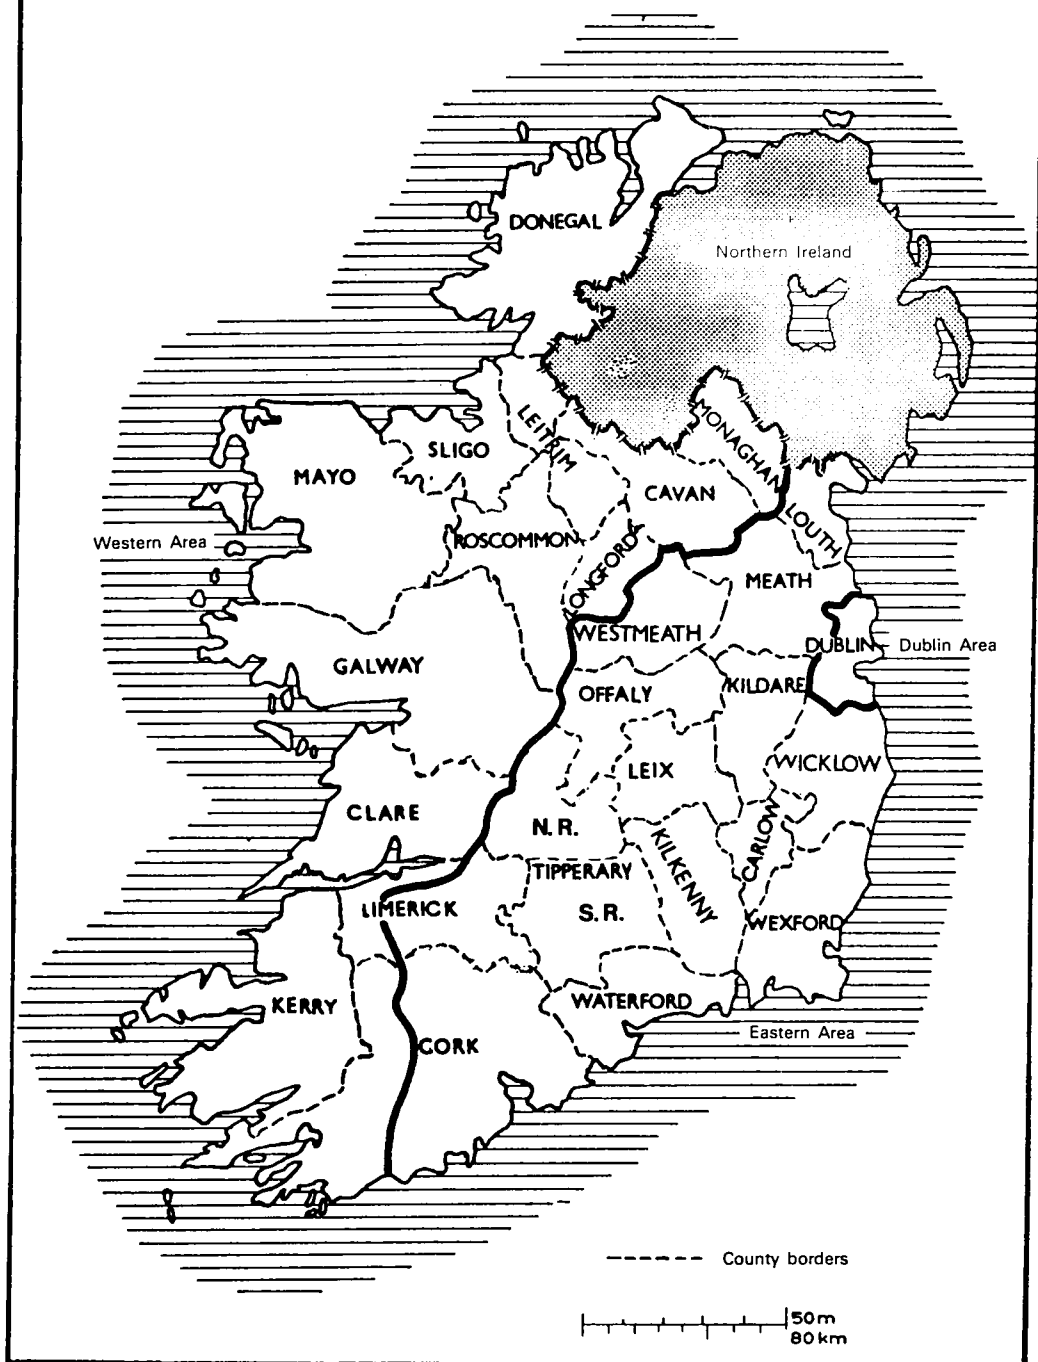 DONEGAL
Northern Ireland
LEITRIM
MONAGHAN
SLIGO
MAYO
CAVAN
LOUTH
Western Area
ROSCOMMON
LONGFORD
MEATH
WESTMEATH
DUBLIN
Dublin Area
GALWAY
OFFALY
KILDARE
LEIX
WICKLOW
CLARE
N.R.
CARLOW
KILKENNY
TIPPERARY
LIMERICK
S.R.
WEXFORD
KERRY
WATERFORD
Eastern Area
CORK
County borders
50m
80km